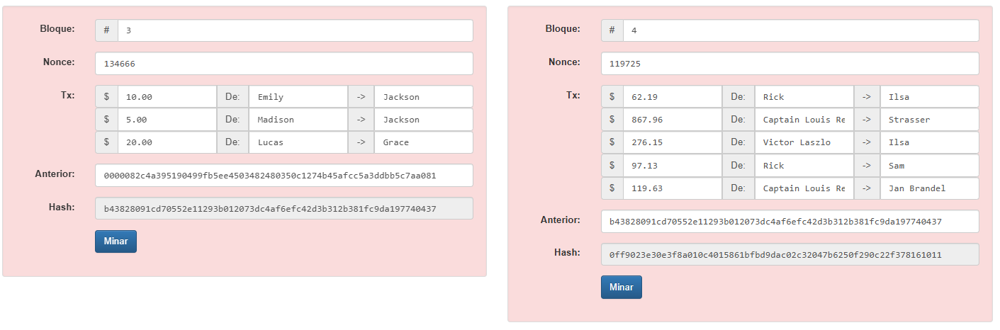 Bloque: # 3
Nonce: 134666
Tx: $ 10.00 De: Emily -> Jackson
$ 5.00 De: Madison -> Jackson
$ 20.00 De: Lucas -> Grace
Anterior: 0000082c4a395190499fb5ee4503482480350c1274b45afcc5a3ddbb5c7aa081
Hash: b43828091cd70552e11293b012073dc4af6efc42d3b312b381fc9da197740437
Minar
Bloque: # 4
Nonce: 119725
Tx: $ 62.19 De: Rick -> Ilsa
$ 867.96 De: Captain Louis Re -> Strasser
$ 276.15 De: Victor Laszlo -> Ilsa
$ 97.13 De: Rick -> Sam
$ 119.63 De: Captain Louis Re -> Jan Brandel
Anterior: b43828091cd70552e11293b012073dc4af6efc42d3b312b381fc9da197740437
Hash: 0ff9023e30e3f8a010c4015861bfbd9dac02c32047b6250f290c22f378161011
Minar